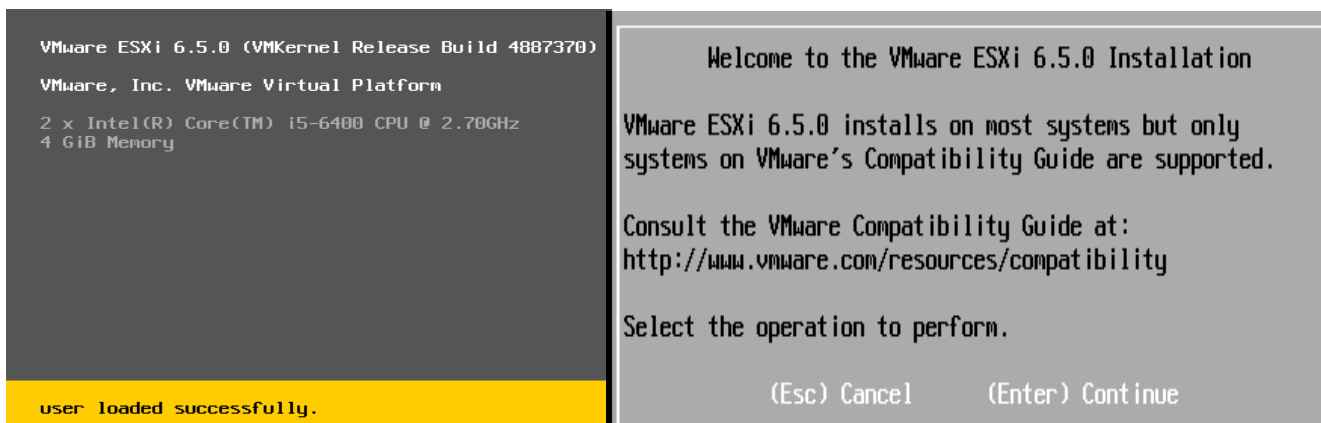 VMware ESXi 6.5.0 (VMKernel Release Build 4887370)
VMware, Inc. VMware Virtual Platform
2 x Intel(R) Core(TM) i5-6400 CPU @ 2.70GHz
4 GiB Memory
user loaded successfully.
Welcome to the VMware ESXi 6.5.0 Installation
VMware ESXi 6.5.0 installs on most systems but only
systems on VMware's Compatibility Guide are supported.
Consult the VMware Compatibility Guide at:
http://www.vmware.com/resources/compatibility
Select the operation to perform.
(Esc) Cancel (Enter) Continue